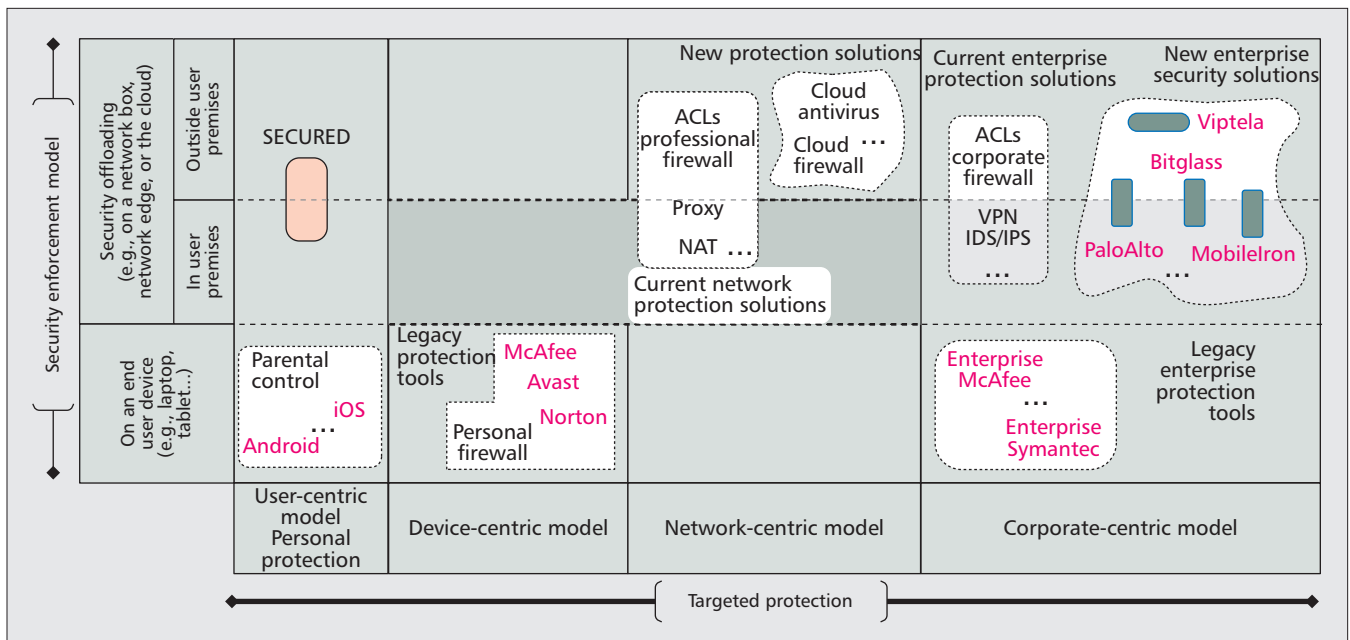 Security enforcement model
Security offloading
(e.g., on a network box,
network edge, or the cloud)
Outside user
premises
In user
premises
On an end
user device
(e.g., laptop,
tablet...)
SECURED
New protection solutions
ACLs
professional
firewall
Proxy
NAT ...
Cloud
antivirus
Cloud ...
firewall
Current network
protection solutions
Current enterprise
protection solutions
ACLs
corporate
firewall
VPN
IDS/IPS
...
New enterprise
security solutions
Viptela
Bitglass
PaloAlto
MobileIron
...
Parental
control
iOS
...
Android
Legacy
protection
tools
McAfee
Avast
Norton
Personal
firewall
Enterprise
McAfee
...
Enterprise
Symantec
Legacy
enterprise
protection
tools
User-centric
model
Personal
protection
Device-centric model
Network-centric model
Corporate-centric model
Targeted protection